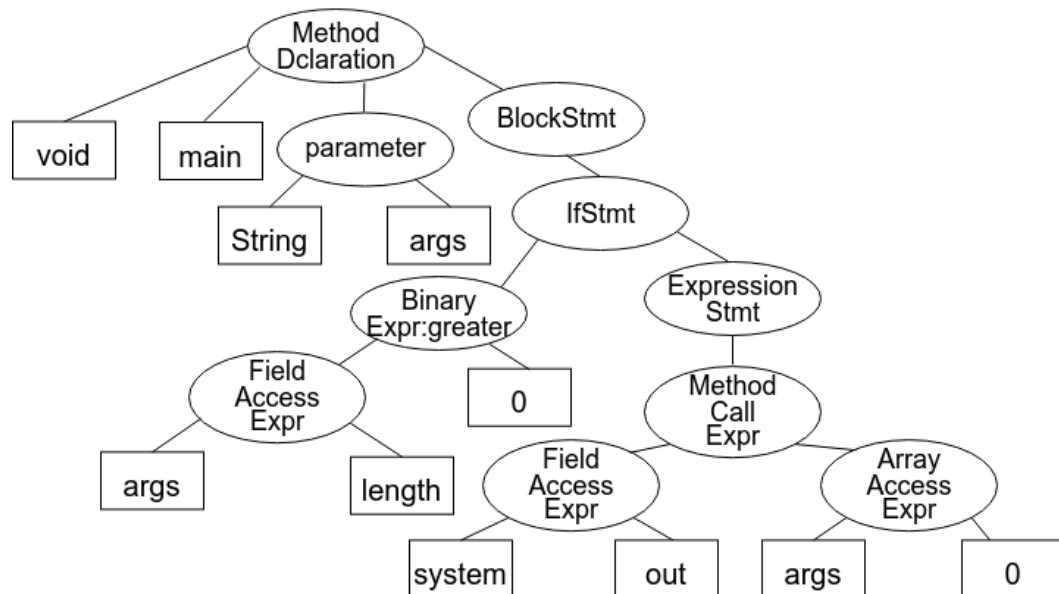 Method
Dclaration
BlockStmt
void
main
parameter
IfStmt
String
args
Binary
Expr:greater
Expression
Stmt
Field
Access
Expr
0
Method
Call
Expr
args
length
Field
Access
Expr
Array
Access
Expr
system
out
args
0